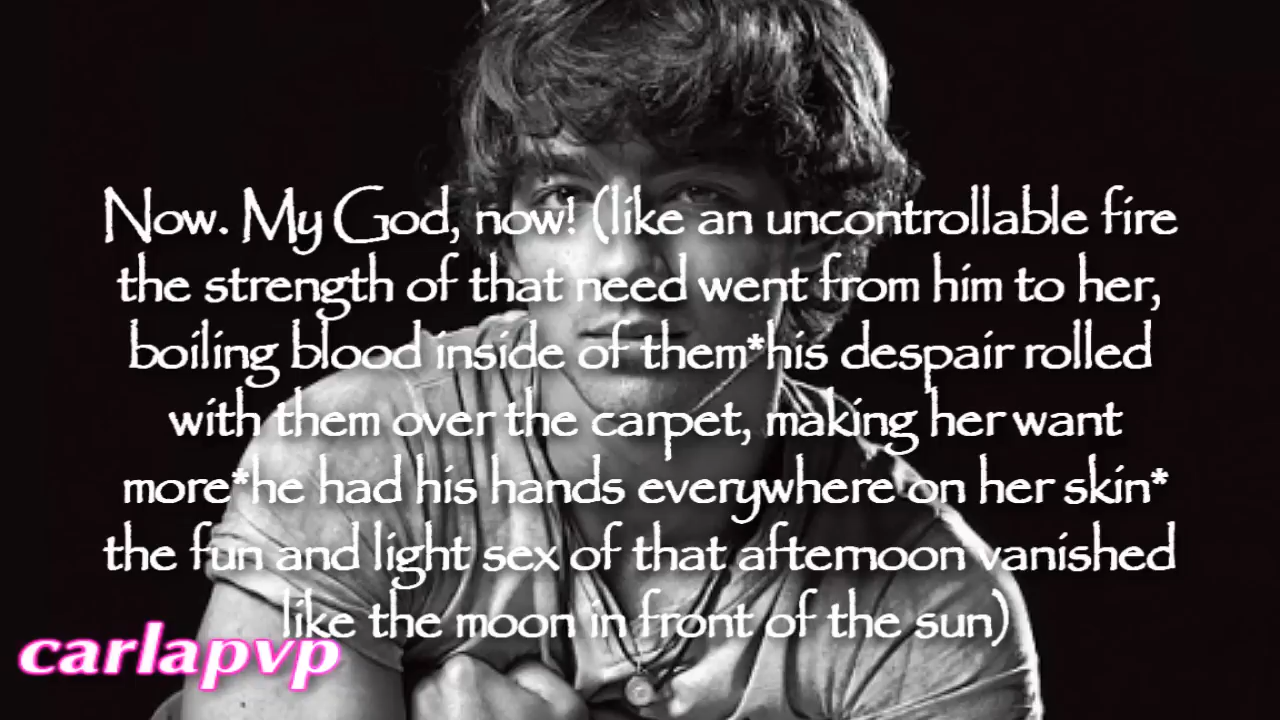 Now. My God, now! (like an uncontrollable fire
the strength of that need went from him to her,
boiling blood inside of them*his despair rolled
with them over the carpet, making her want
more*he had his hands everywhere on her skin*
the fun and light sex of that afternoon vanished
like the moon in front of the sun)
carlapvp